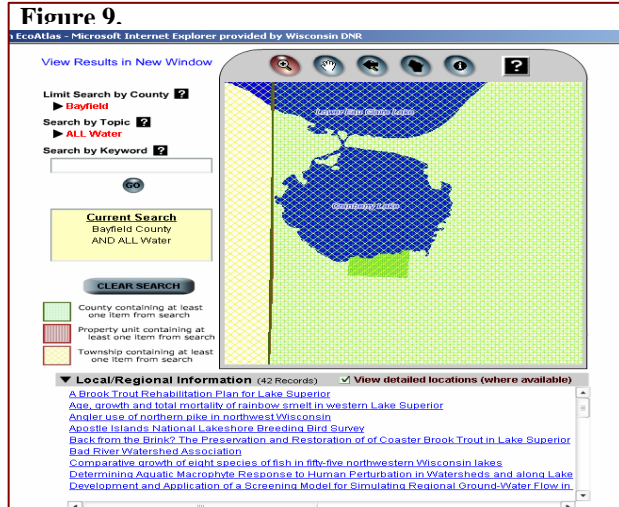 Figure 9.
EcoAtlas - Microsoft Internet Explorer provided by Wisconsin DNR
View Results in New Window
?
Limit Search by County ?
▶ Bayfield
Search by Topic ?
▶ ALL Water
Search by Keyword ?
GO
Current Search
Bayfield County
AND ALL Water
CLEAR SEARCH
County containing at least
one item from search
Property unit containing at
least one item from search
Township containing at least
one item from search
Lower Eau Claire Lake
Cranberry Lake
▼ Local/Regional Information (42 Records) ✓ View detailed locations (where available)
A Brook Trout Rehabilitation Plan for Lake Superior
Age, growth and total mortality of rainbow smelt in western Lake Superior
Angler use of northern pike in northwest Wisconsin
Apostle Islands National Lakeshore Breeding Bird Survey
Back from the Brink? The Preservation and Restoration of of Coaster Brook Trout in Lake Superior
Bad River Watershed Association
Comparative growth of eight species of fish in fifty-five northwestern Wisconsin lakes
Determining Aquatic Macrophyte Response to Human Perturbation in Watersheds and along Lake
Development and Application of a Screening Model for Simulating Regional Ground-Water Flow in